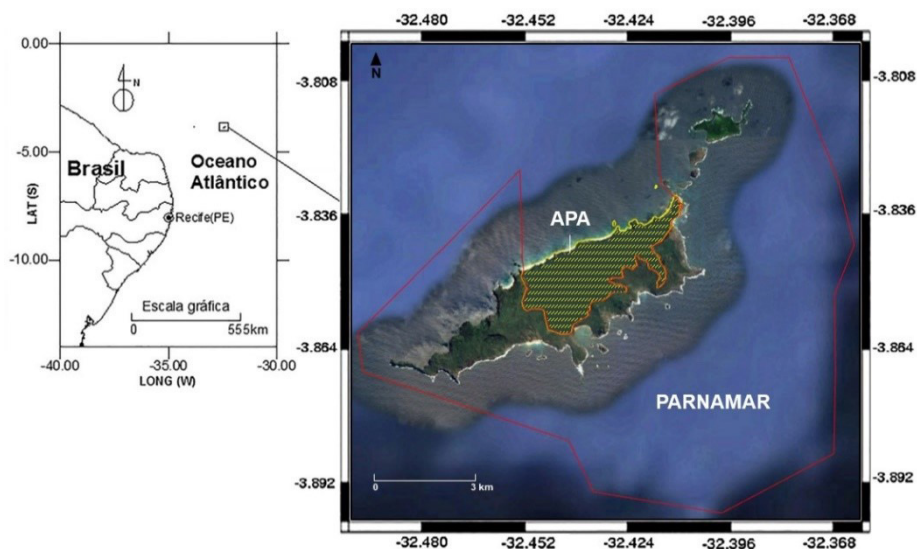 0.00
-5.00
-10.00
LAT (S)
N
Brasil
Oceano
Atlântico
Recife(PE)
Escala gráfica
0
555km
-40.00
-35.00
-30.00
LONG (W)
-32.480
-32.452
-32.424
-32.396
-32.368
-3.808
-3.836
-3.864
-3.892
N
APA
PARNAMAR
0
3 km
-3.808
-3.836
-3.864
-3.892
-32.480
-32.452
-32.424
-32.396
-32.368